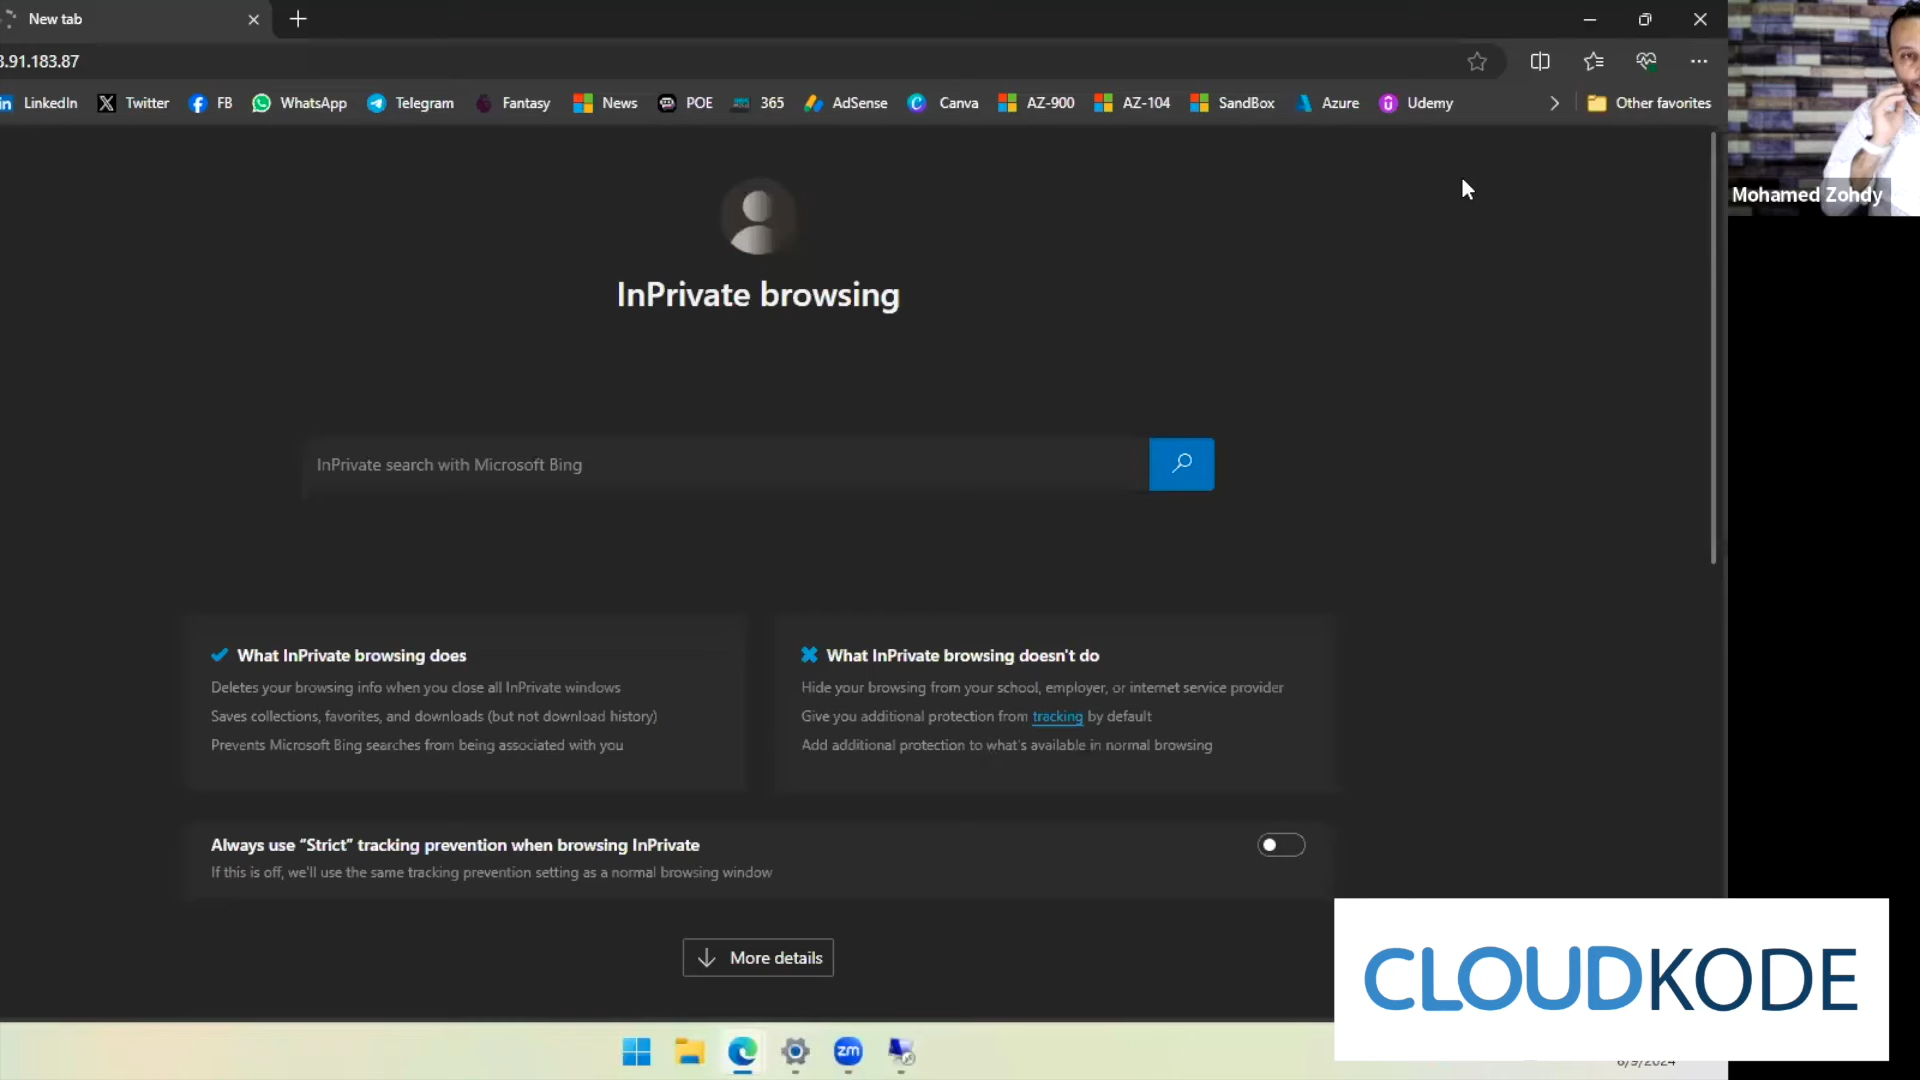 New tab
3.91.183.87
LinkedIn Twitter FB WhatsApp Telegram Fantasy News POE 365 AdSense Canva AZ-900 AZ-104 SandBox Azure Udemy Other favorites
Mohamed Zohdy
InPrivate browsing
InPrivate search with Microsoft Bing
What InPrivate browsing does
Deletes your browsing info when you close all InPrivate windows
Saves collections, favorites, and downloads (but not download history)
Prevents Microsoft Bing searches from being associated with you
What InPrivate browsing doesn't do
Hide your browsing from your school, employer, or internet service provider
Give you additional protection from tracking by default
Add additional protection to what's available in normal browsing
Always use “Strict” tracking prevention when browsing InPrivate
If this is off, we'll use the same tracking prevention setting as a normal browsing window
More details
CLOUDKODE
zm
6/9/2024